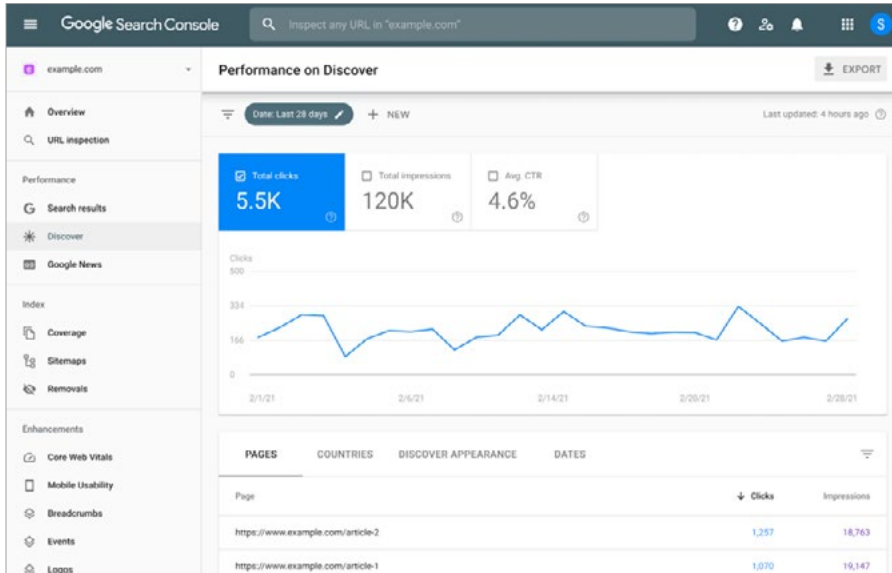 Google Search Console
Inspect any URL in "example.com"
S
example.com
Performance on Discover
EXPORT
Overview
URL inspection
Date: Last 28 days
NEW
Last updated: 4 hours ago
Performance
Search results
Discover
Google News
Total clicks
5.5K
Total impressions
120K
Avg. CTR
4.6%
Index
Coverage
Sitemaps
Removals
Clicks
500
334
166
0
2/1/21 2/6/21 2/14/21 2/20/21 2/28/21
Enhancements
Core Web Vitals
Mobile Usability
Breadcrumbs
Events
Logos
PAGES COUNTRIES DISCOVER APPEARANCE DATES
Page Clicks Impressions
https://www.example.com/article-2 1,257 18,763
https://www.example.com/article-1 1,070 19,147